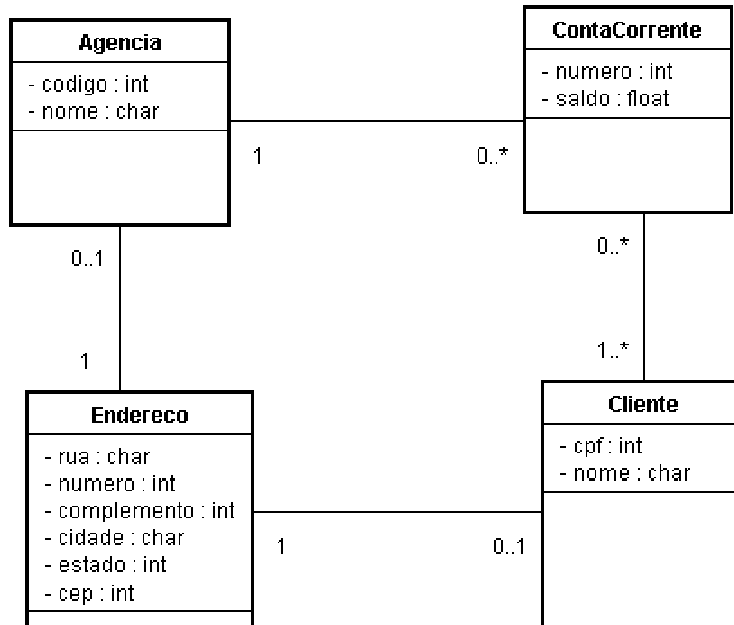 Agencia
- codigo : int
- nome : char
ContaCorrente
- numero : int
- saldo : float
1
0..*
0..1
1
0..*
1..*
Endereco
- rua : char
- numero : int
- complemento : int
- cidade : char
- estado : int
- cep : int
1
0..1
Cliente
- cpf : int
- nome : char